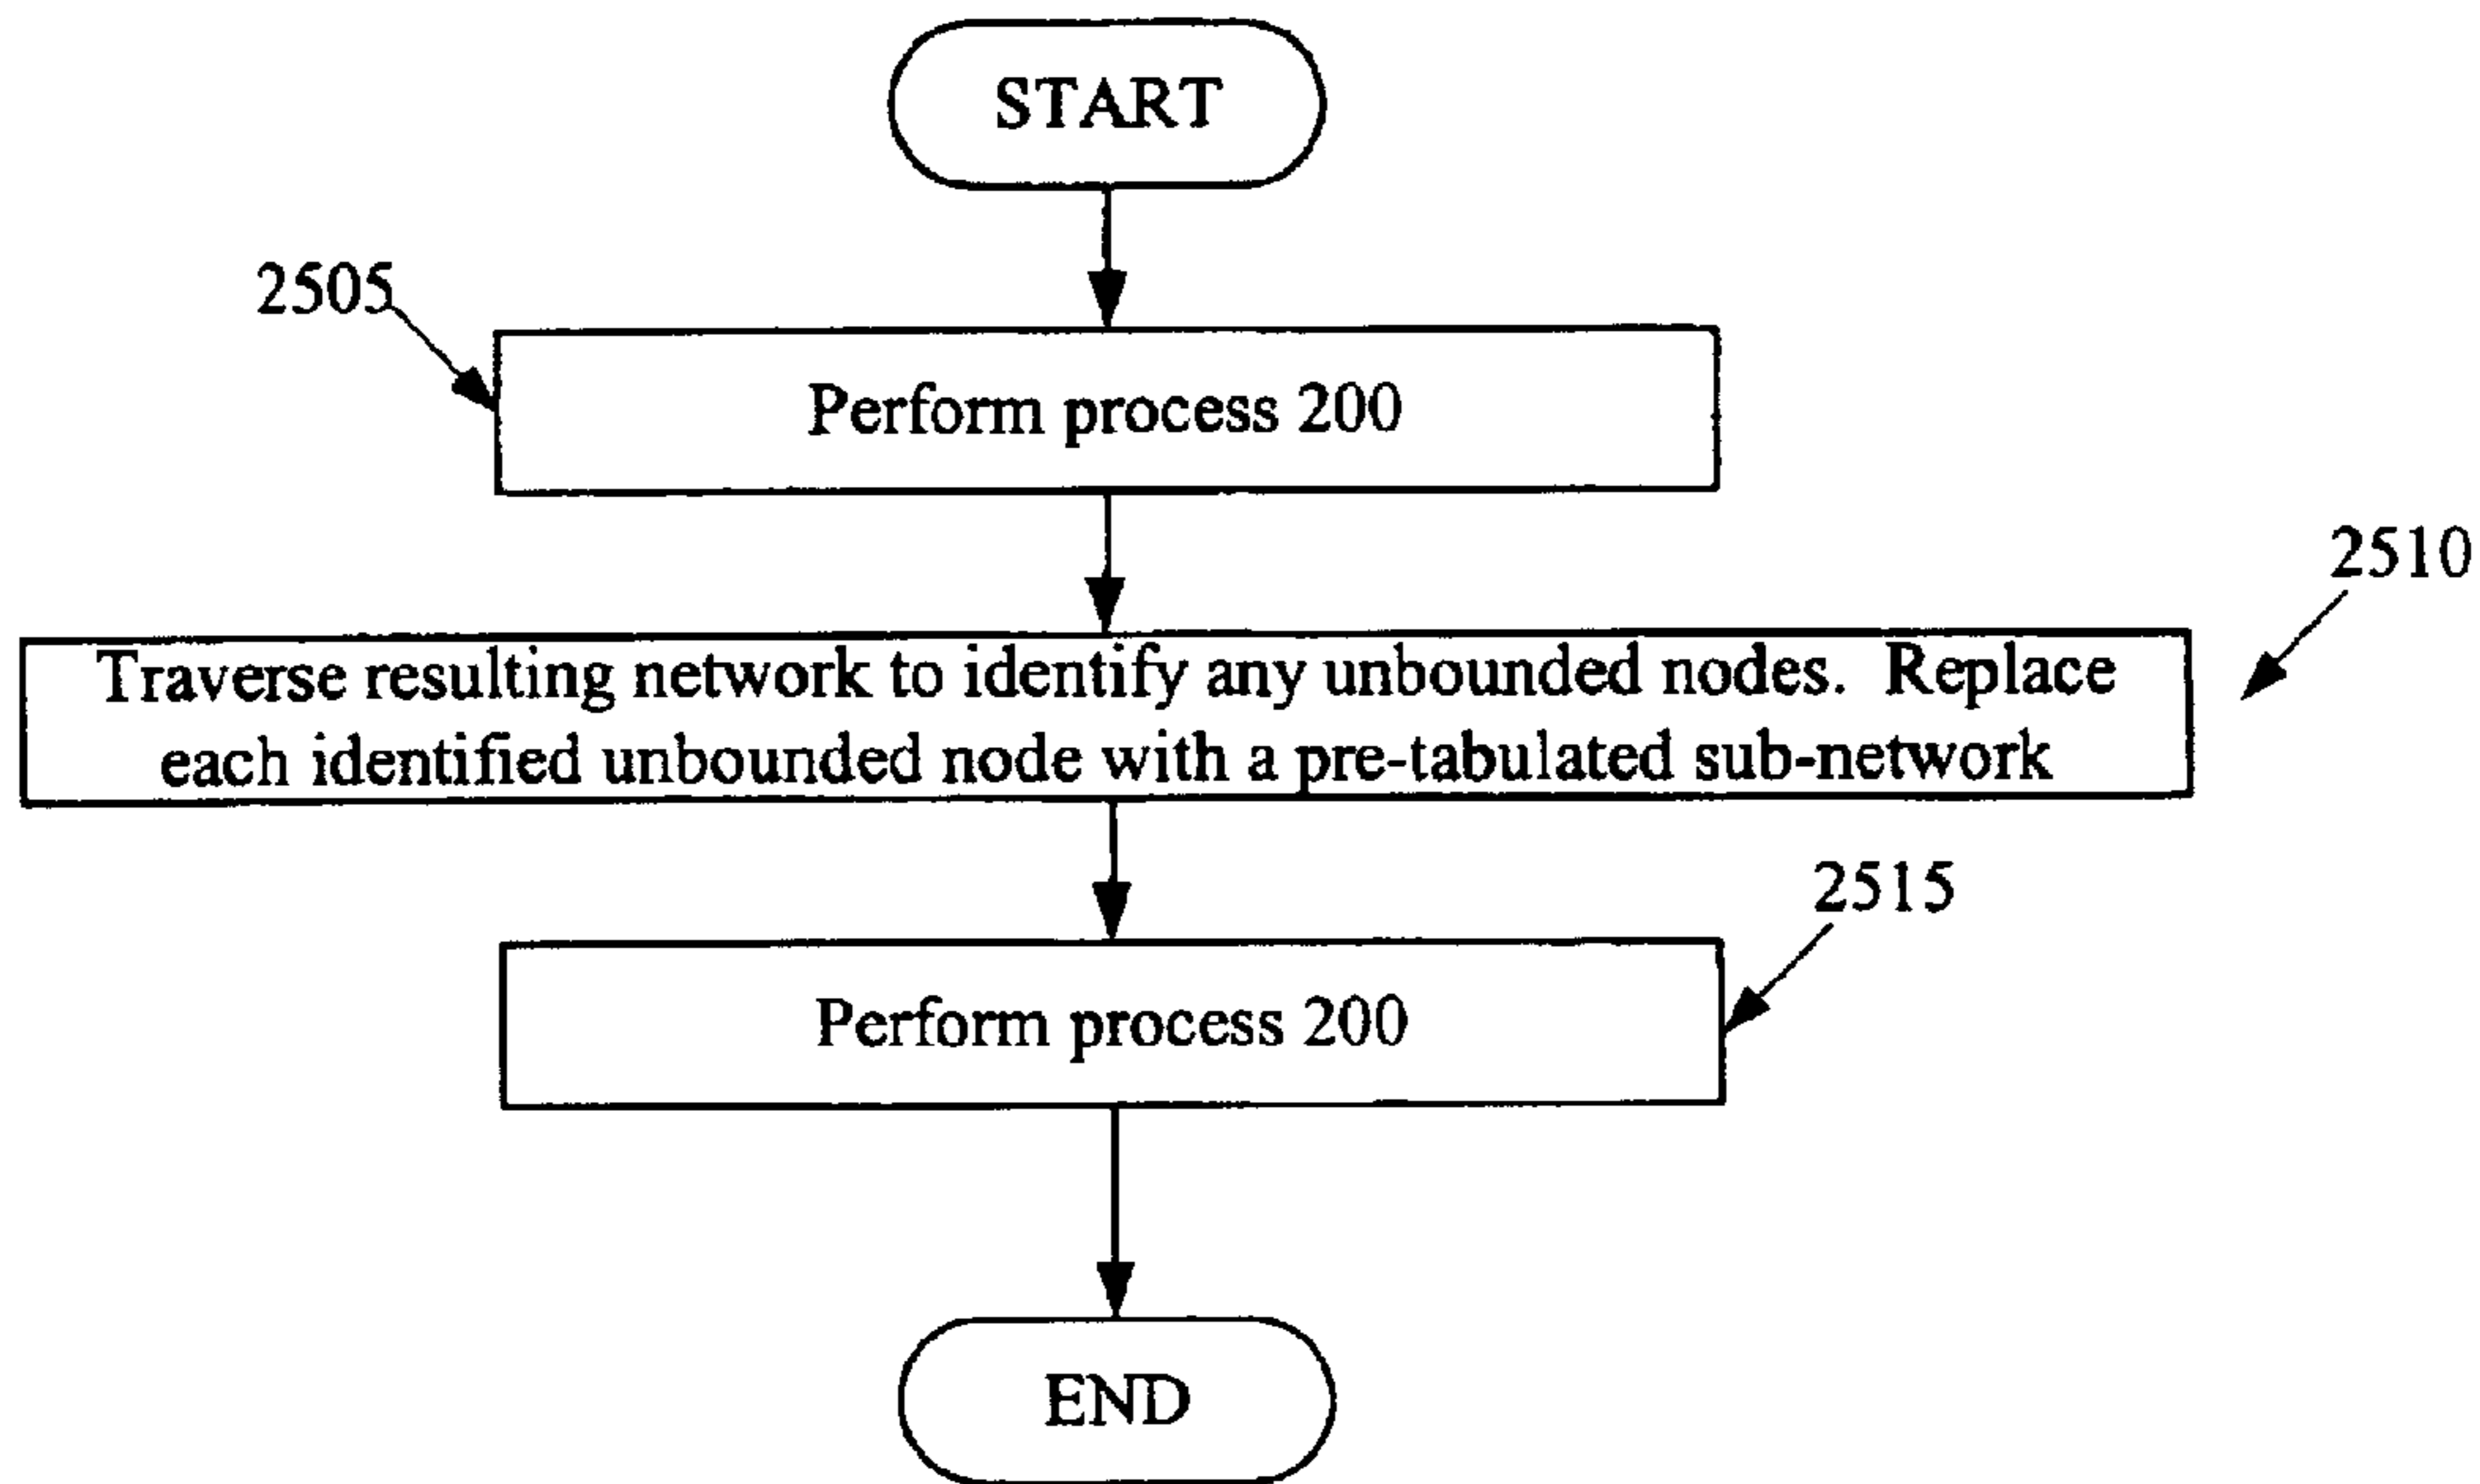 START
2505
Perform process 200
2510
Traverse resulting network to identify any unbounded nodes. Replace
each identified unbounded node with a pre-tabulated sub-network
2515
Perform process 200
END